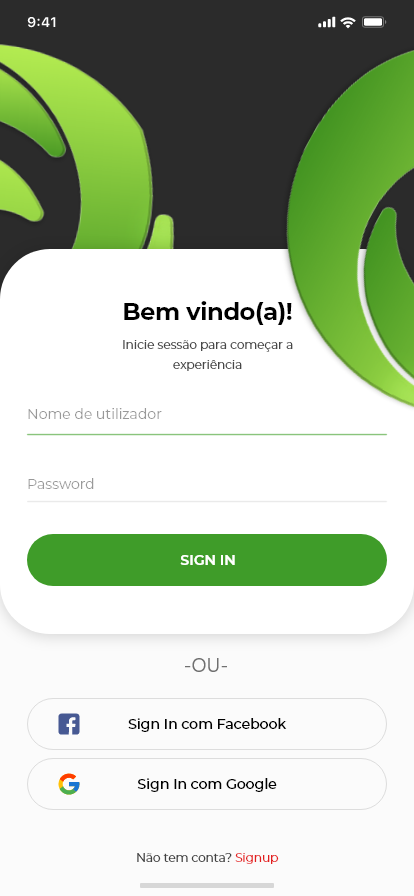 9:41
Bem vindo(a)!
Inicie sessão para começar a
experiência
Nome de utilizador
Password
SIGN IN
-OU-
Sign In com Facebook
Sign In com Google
Não tem conta? Signup